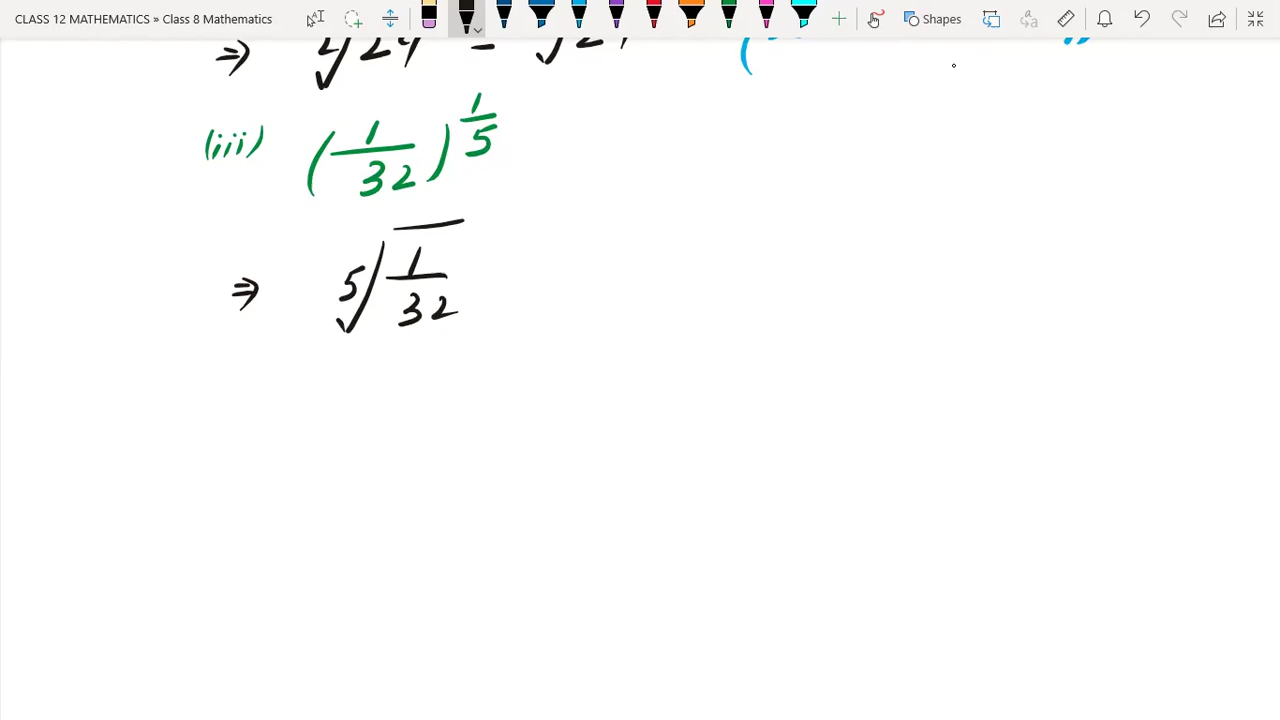 CLASS 12 MATHEMATICS » Class 8 Mathematics Shapes
(iii) (1/32)^(1/5)
⇒ ⁵√(1/32)